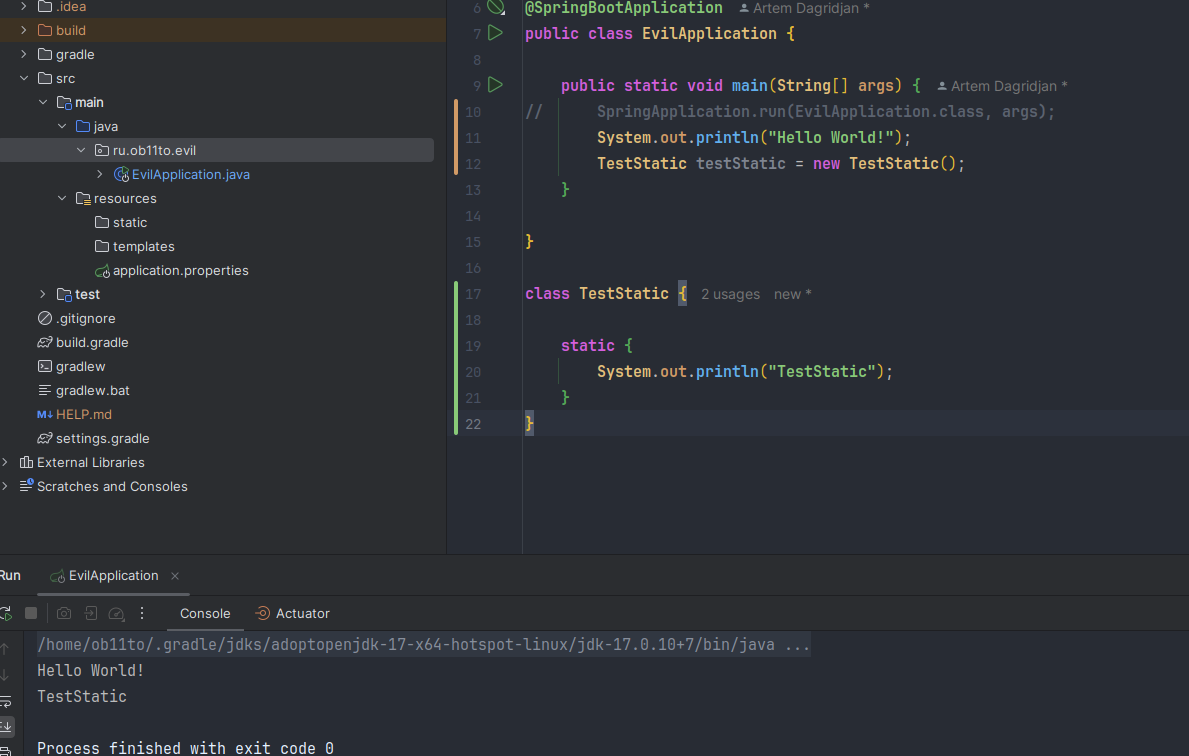 .idea
build
gradle
src
main
java
ru.ob11to.evil
EvilApplication.java
resources
static
templates
application.properties
test
.gitignore
build.gradle
gradlew
gradlew.bat
M↓ HELP.md
settings.gradle
External Libraries
Scratches and Consoles
6 @SpringBootApplication Artem Dagridjan *
7 public class EvilApplication {
8
9 public static void main(String[] args) { Artem Dagridjan *
10 // SpringApplication.run(EvilApplication.class, args);
11 System.out.println("Hello World!");
12 TestStatic testStatic = new TestStatic();
13 }
14
15 }
16
17 class TestStatic { 2 usages new *
18
19 static {
20 System.out.println("TestStatic");
21 }
22 }
Run EvilApplication
Console Actuator
/home/ob11to/.gradle/jdks/adoptopenjdk-17-x64-hotspot-linux/jdk-17.0.10+7/bin/java ...
Hello World!
TestStatic
Process finished with exit code 0